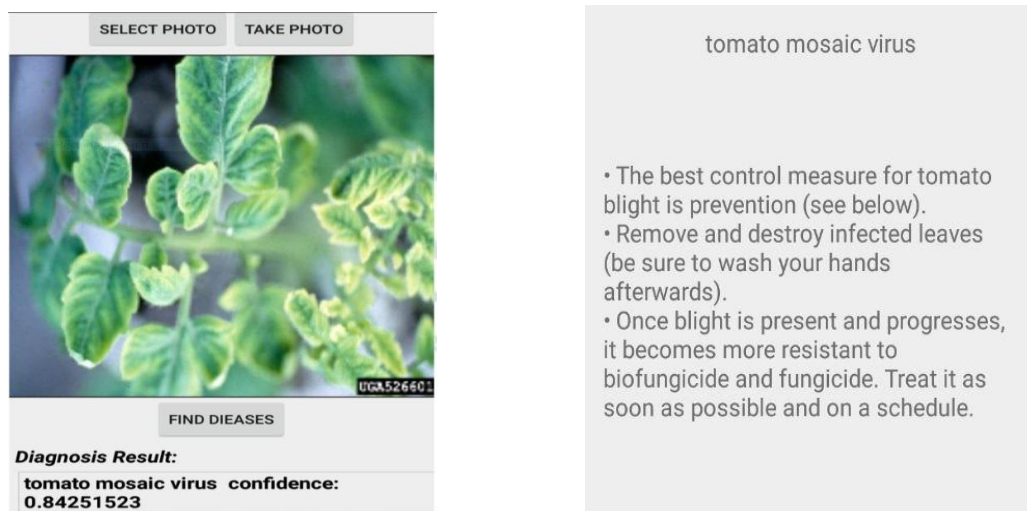 SELECT PHOTO TAKE PHOTO
UGA526601
FIND DIEASES
Diagnosis Result:
tomato mosaic virus confidence:
0.84251523
tomato mosaic virus
• The best control measure for tomato
blight is prevention (see below).
• Remove and destroy infected leaves
(be sure to wash your hands
afterwards).
• Once blight is present and progresses,
it becomes more resistant to
biofungicide and fungicide. Treat it as
soon as possible and on a schedule.